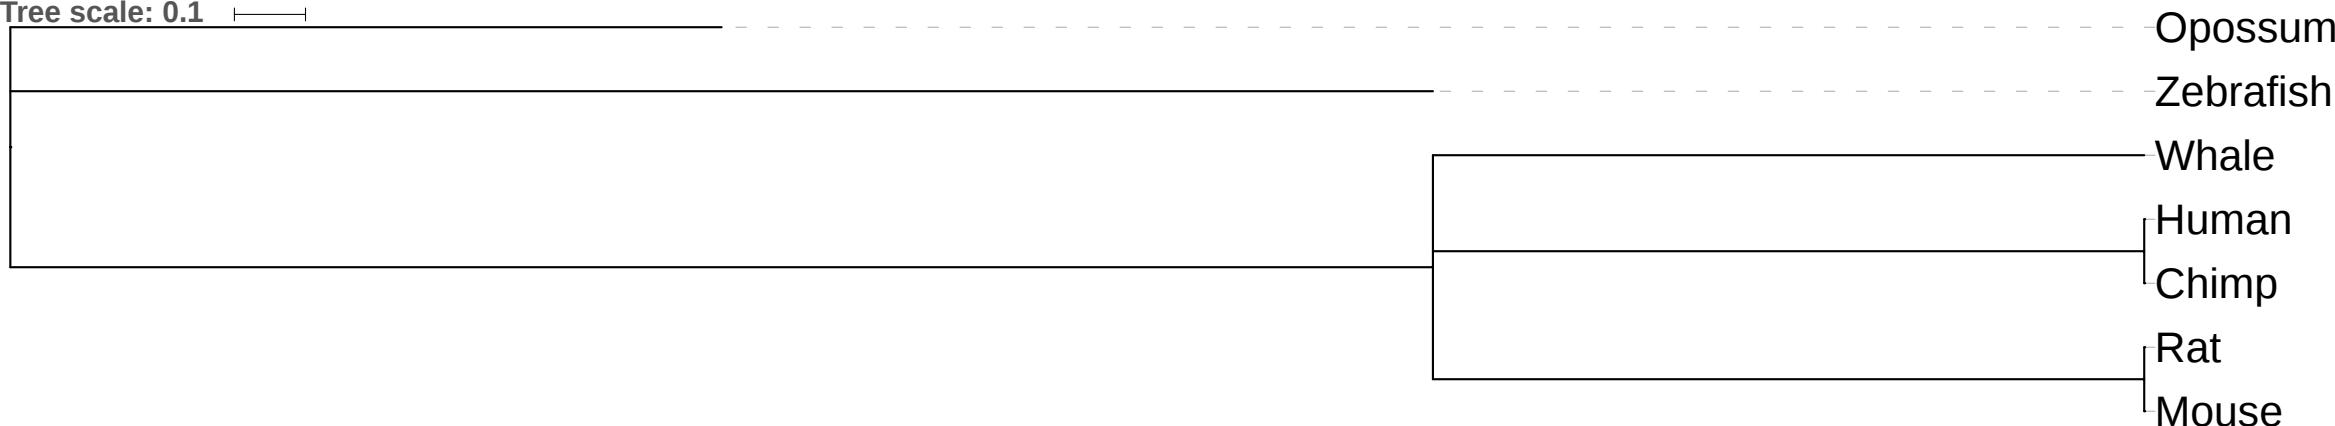 Tree scale: 0.1
Opossum
Zebrafish
Whale
Human
Chimp
Rat
Mouse